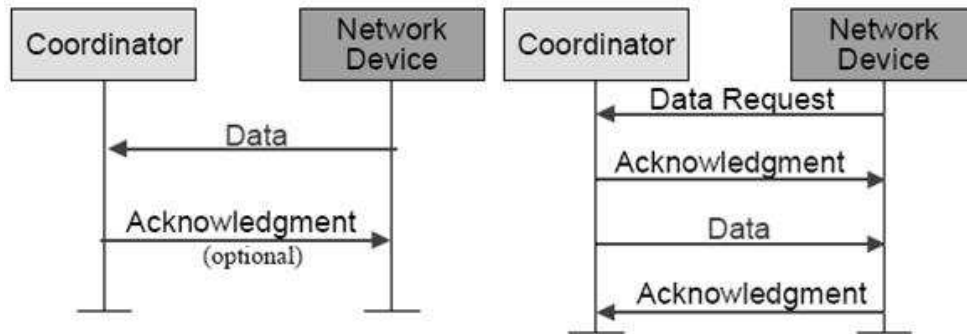 Coordinator
Network
Device
Data
Acknowledgment
(optional)
Coordinator
Network
Device
Data Request
Acknowledgment
Data
Acknowledgment